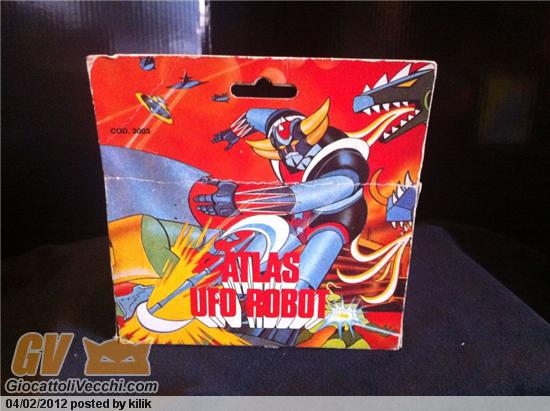 COD. 3003
ATLAS
UFO ROBOT
GV
GiocattoliVecchi.com
04/02/2012 posted by kilik